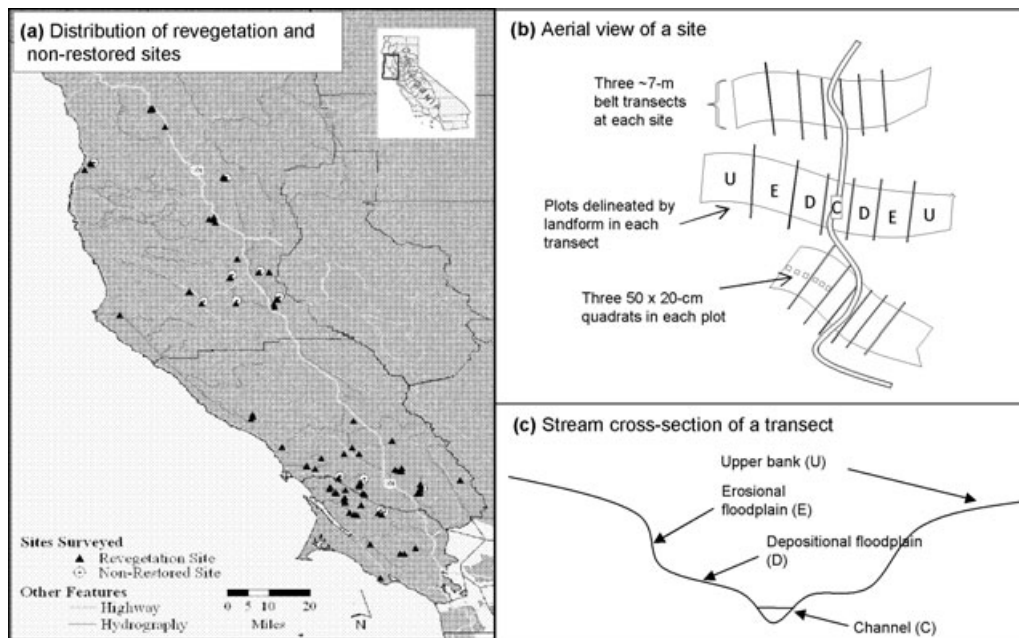 (a) Distribution of revegetation and
non-restored sites
Sites Surveyed
Revegetation Site
Non-Restored Site
Other Features
Highway
Hydrography
0 5 10 20
Miles
N
(b) Aerial view of a site
Three ~7-m
belt transects
at each site
U E D C D E U
Plots delineated by
landform in each
transect
Three 50 x 20-cm
quadrats in each plot
(c) Stream cross-section of a transect
Upper bank (U)
Erosional
floodplain (E)
Depositional floodplain
(D)
Channel (C)